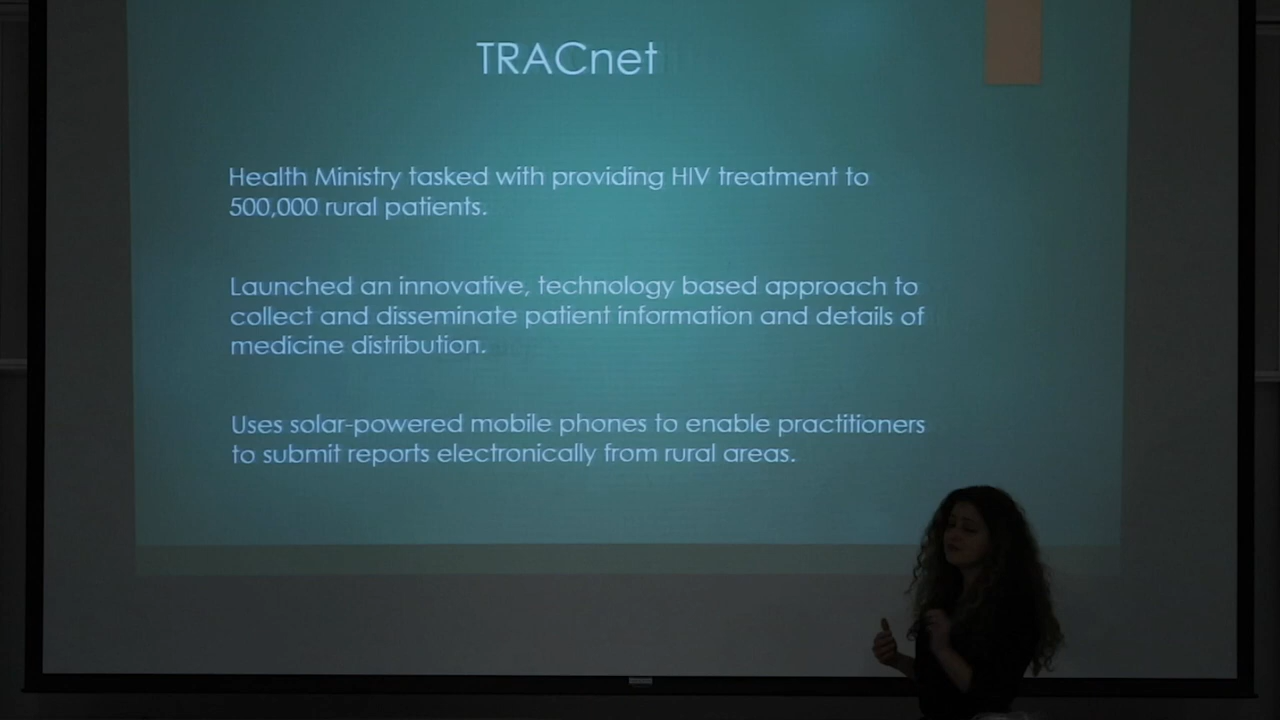 TRACnet
Health Ministry tasked with providing HIV treatment to
500,000 rural patients.
Launched an innovative, technology based approach to
collect and disseminate patient information and details of
medicine distribution.
Uses solar-powered mobile phones to enable practitioners
to submit reports electronically from rural areas.